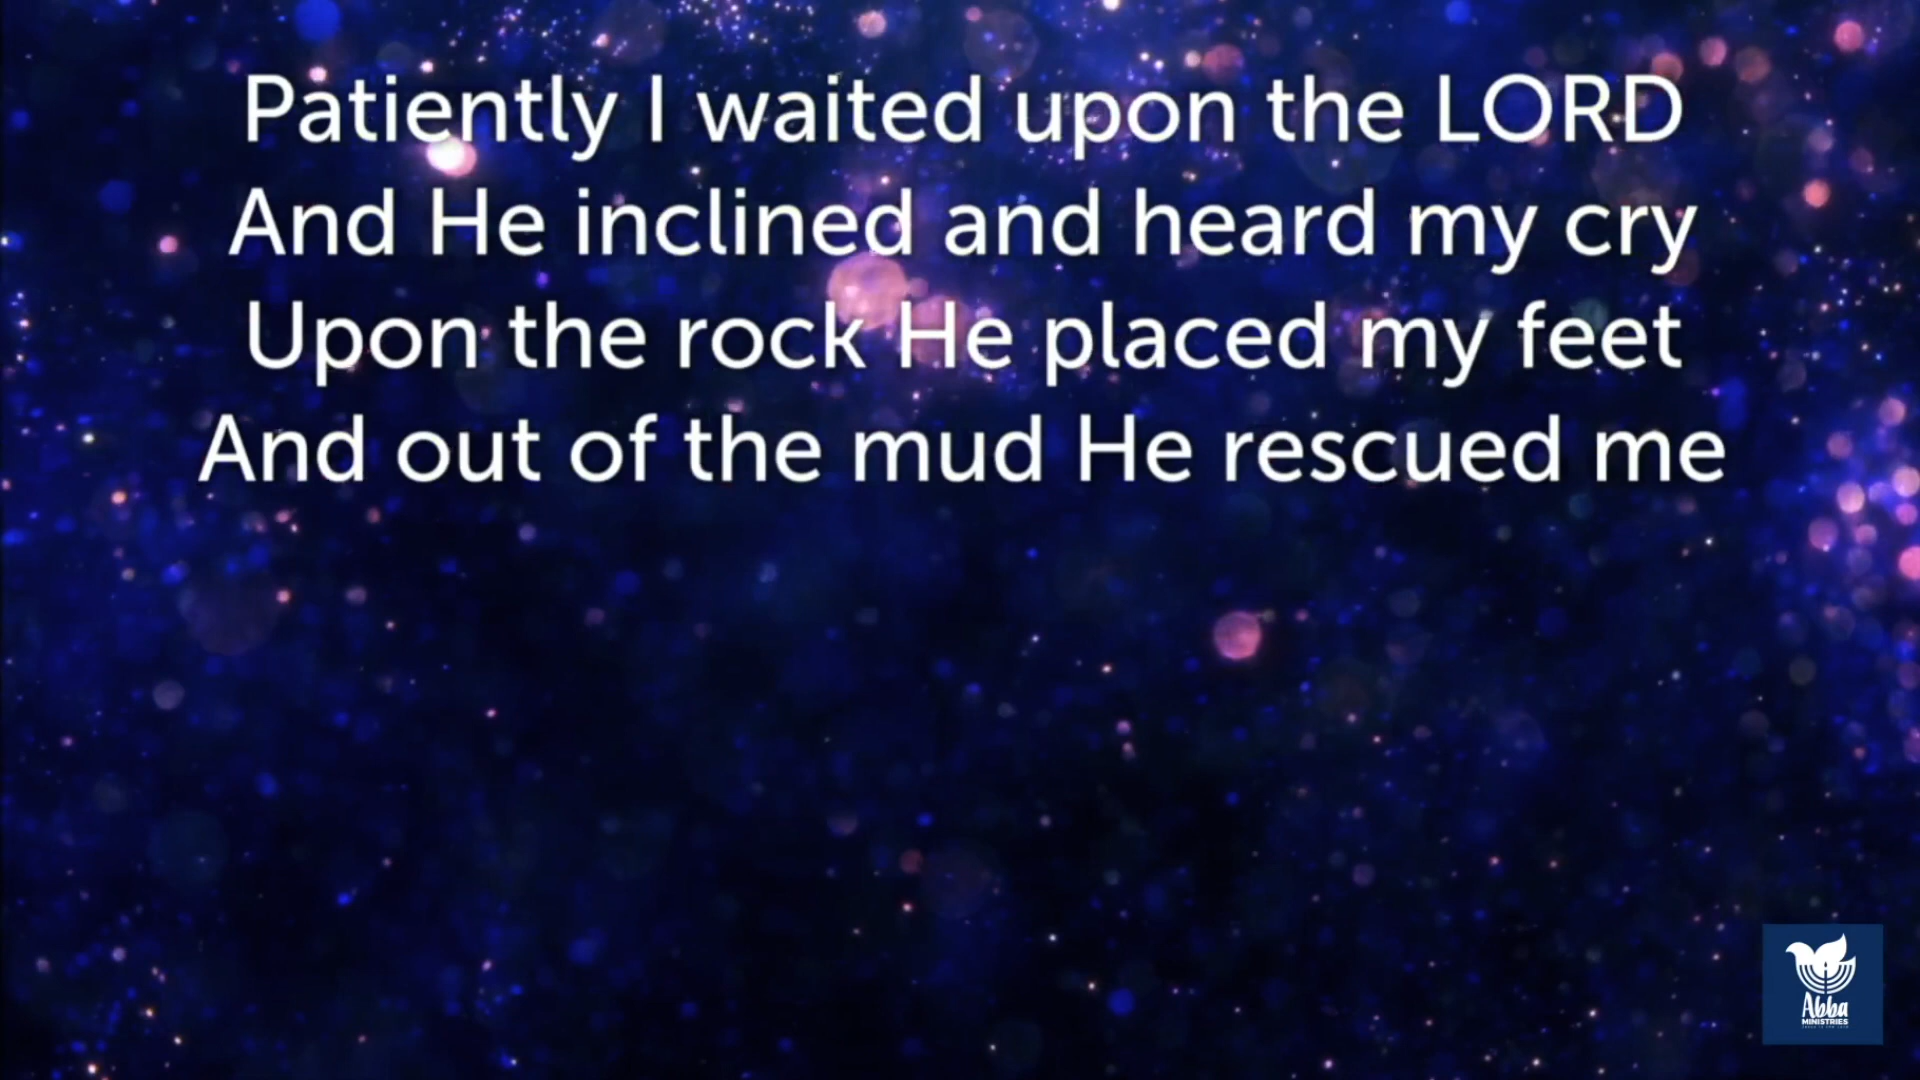 Patiently I waited upon the LORD
And He inclined and heard my cry
Upon the rock He placed my feet
And out of the mud He rescued me
Abba
MINISTRIES